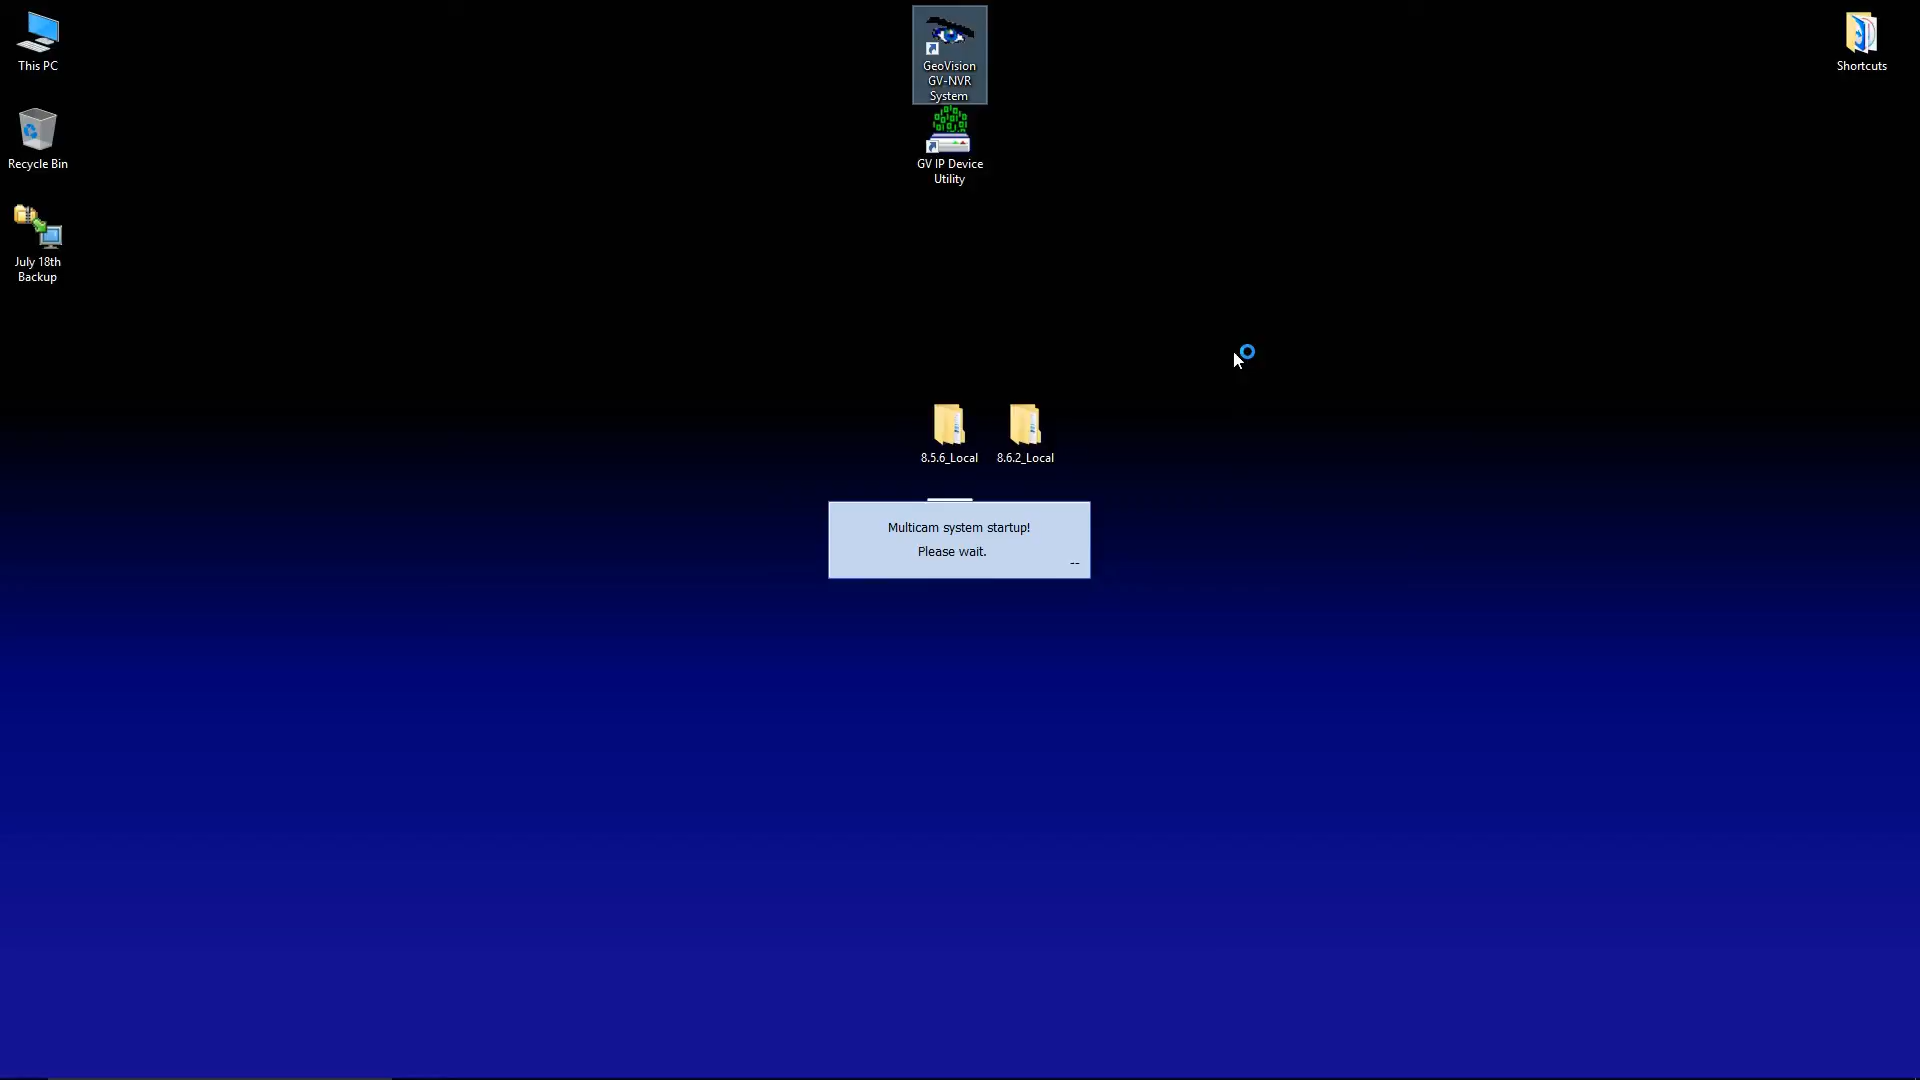 This PC
GeoVision
GV-NVR
System
Shortcuts
Recycle Bin
GV IP Device
Utility
July 18th
Backup
8.5.6_Local
8.6.2_Local
Multicam system startup!
Please wait.
--